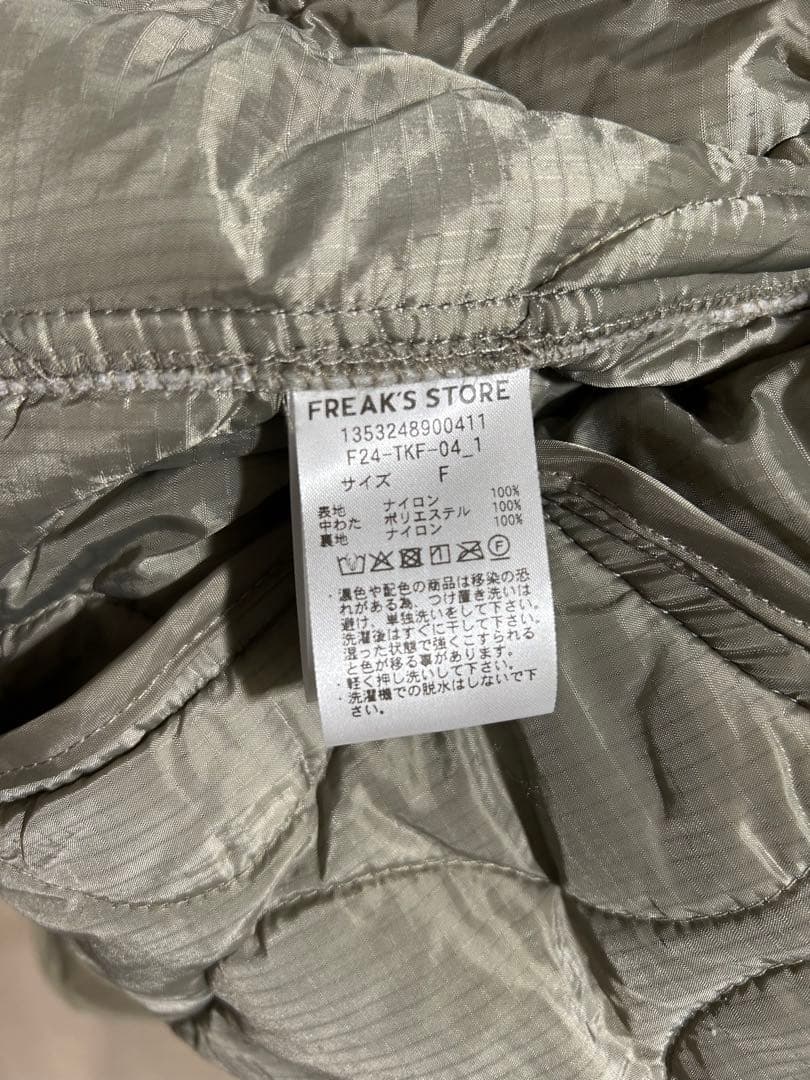 FREAK'S STORE
1353248900411
F24-TKF-04_1
サイズ F
表地 ナイロン 100%
中わた ポリエステル 100%
裏地 ナイロン 100%
F
・濃色や配色の商品は移染の恐
れがある為、つけ置き洗いは
避け、単独洗いをして下さい。
洗濯後はすぐに干して下さい。
湿った状態で強くこすられる
と色が移る事があります。
・軽く押し洗いして下さい。
・洗濯機での脱水はしないで下
さい。